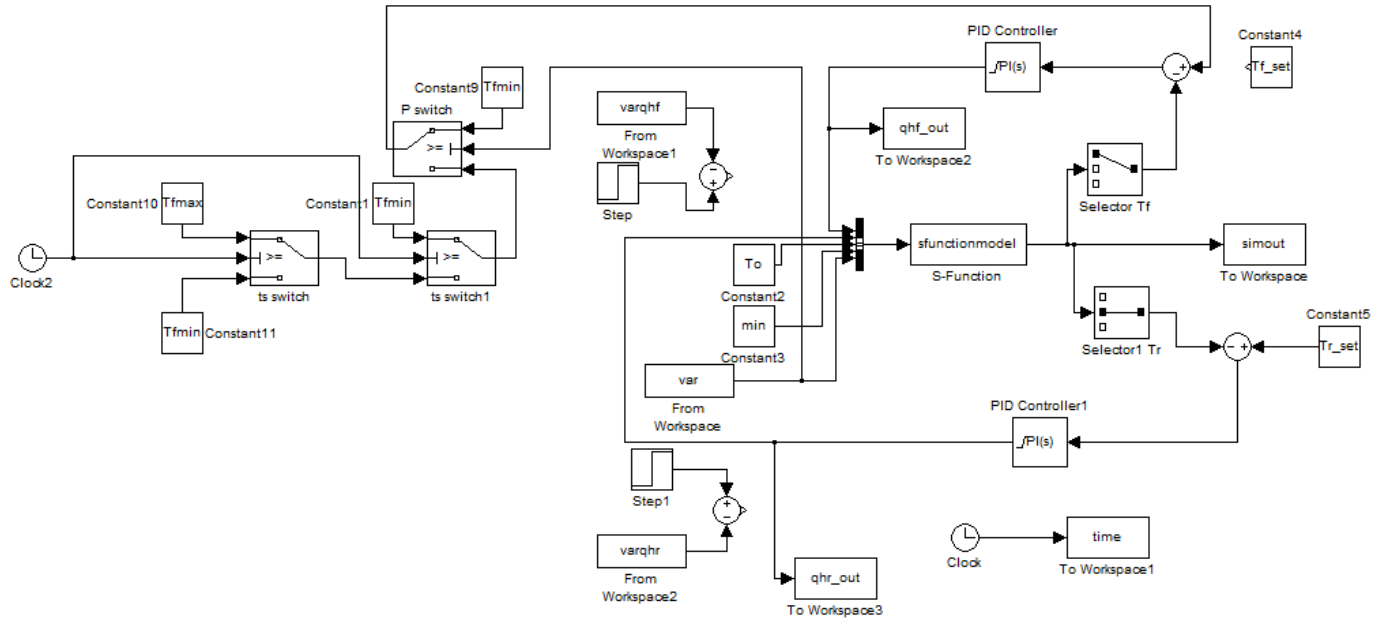 PID Controller
Constant4
PI(s)
-
+
Tf_set
Constant9
Tfmin
P switch
>=
varqhf
From
Workspace1
qhf_out
To Workspace2
-
+
Step
Selector Tf
Constant10
Tfmax
Constant1
Tfmin
>=
>=
Clock2
ts switch
ts switch1
Tfmin
Constant11
To
Constant2
sfunctionmodel
S-Function
simout
To Workspace
min
Constant3
Selector1 Tr
Constant5
-
+
Tr_set
var
From
Workspace
PID Controller1
PI(s)
Step1
+
-
varqhr
From
Workspace2
Clock
time
To Workspace1
qhr_out
To Workspace3